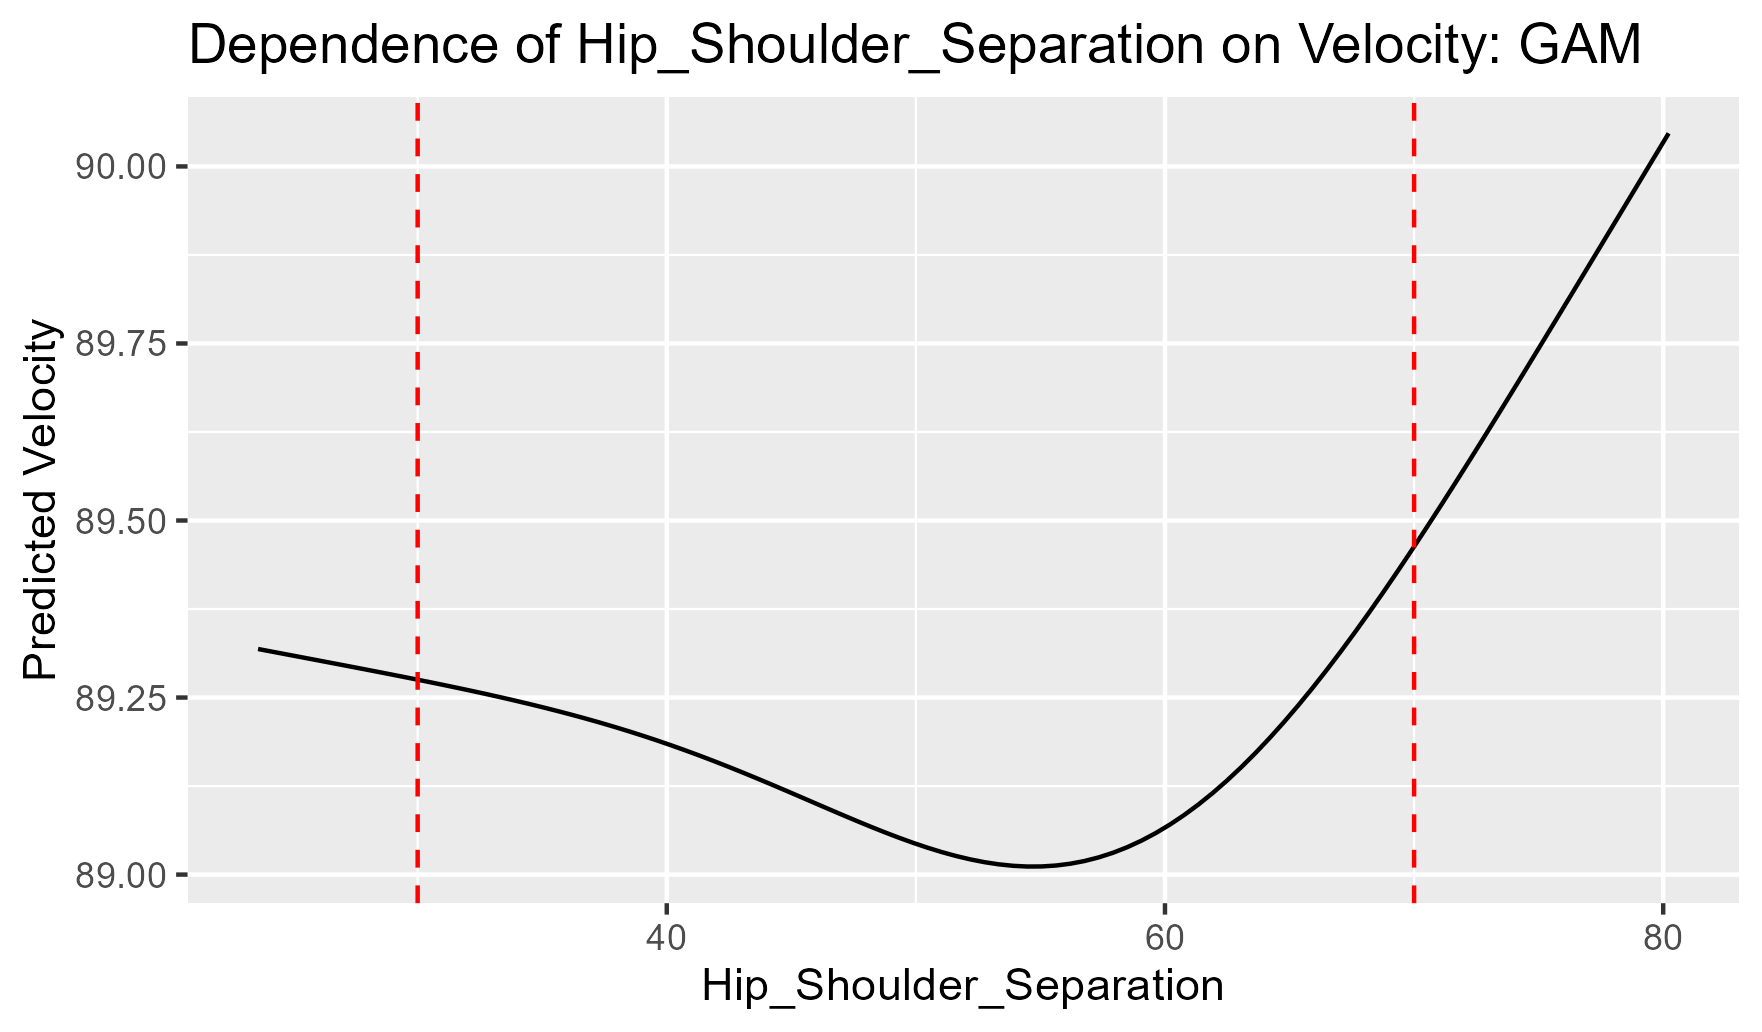 Dependence of Hip_Shoulder_Separation on Velocity: GAM
Predicted Velocity
90.00
89.75
89.50
89.25
89.00
40 60 80
Hip_Shoulder_Separation